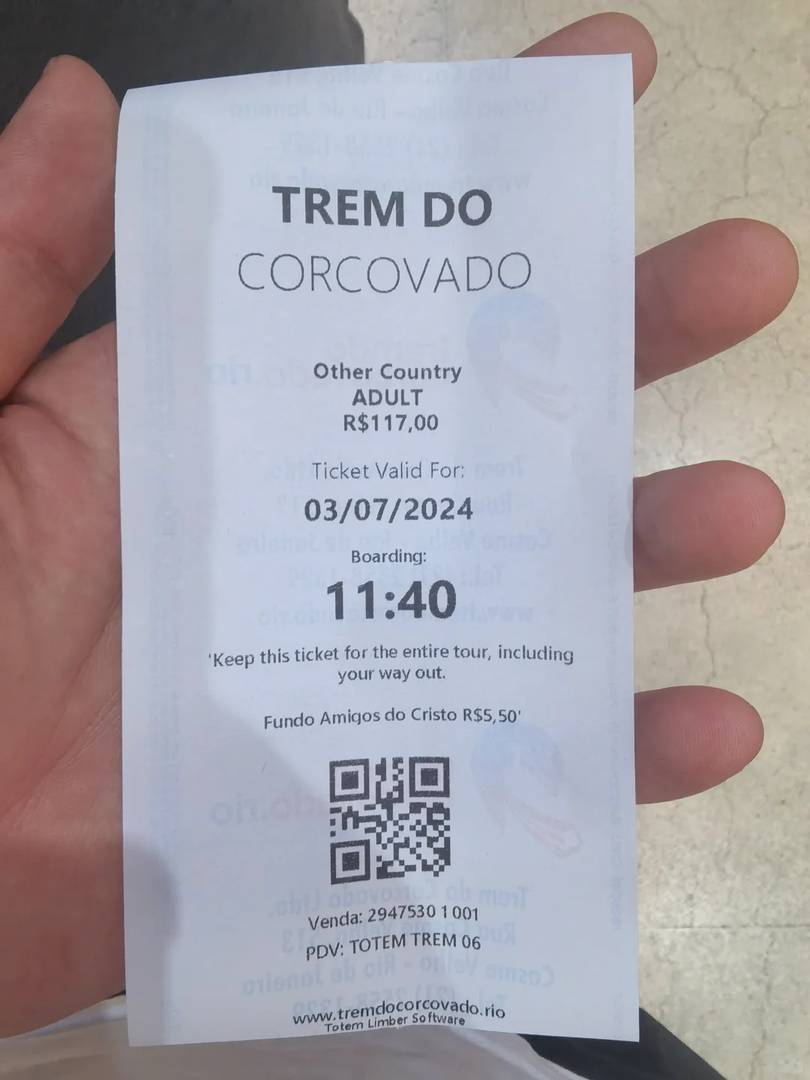 TREM DO
CORCOVADO
Other Country
ADULT
R$117,00
Ticket Valid For:
03/07/2024
Boarding:
11:40
'Keep this ticket for the entire tour, including
your way out.
Fundo Amigos do Cristo R$5,50'
Venda: 2947530 1 001
PDV: TOTEM TREM 06
www.tremdocorcovado.rio
Totem Limber Software